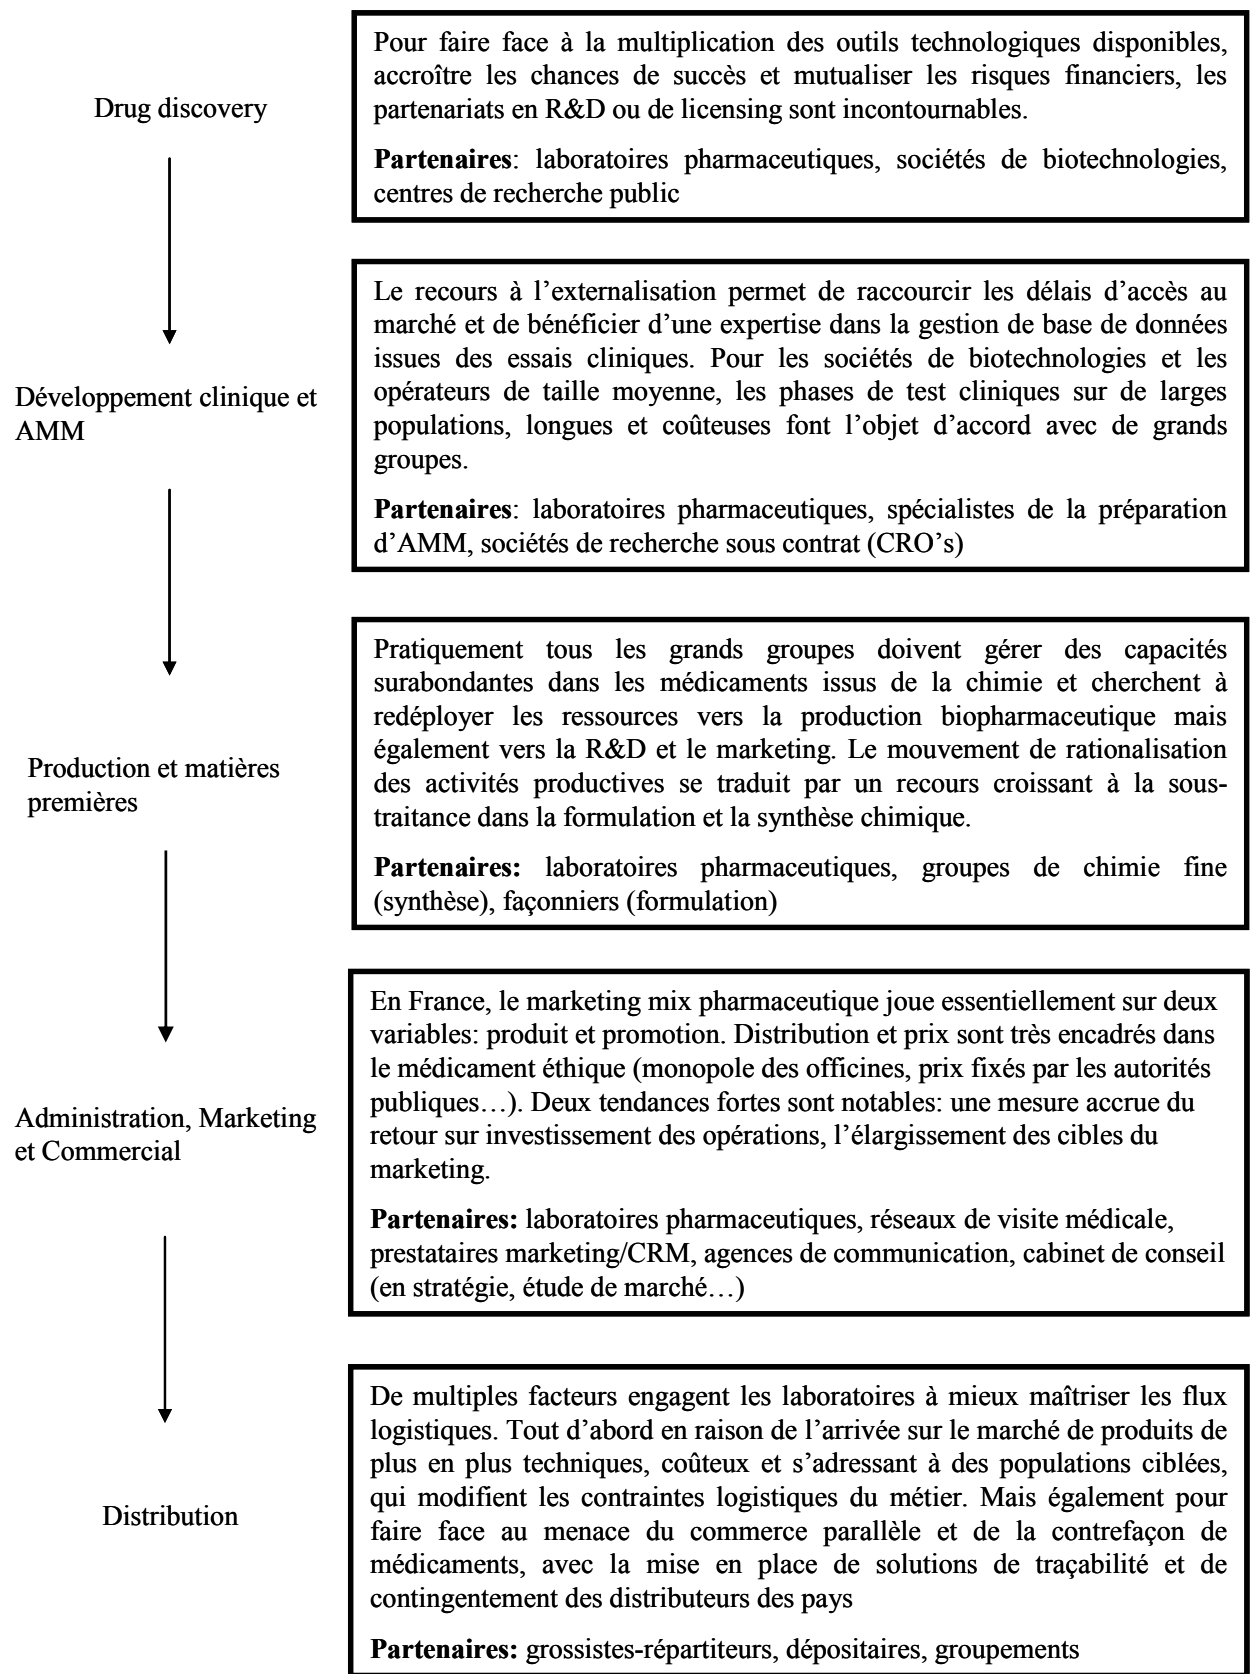 Drug discovery
Pour faire face à la multiplication des outils technologiques disponibles,
accroître les chances de succès et mutualiser les risques financiers, les
partenariats en R&D ou de licensing sont incontournables.
Partenaires: laboratoires pharmaceutiques, sociétés de biotechnologies,
centres de recherche public
Développement clinique et
AMM
Le recours à l’externalisation permet de raccourcir les délais d’accès au
marché et de bénéficier d’une expertise dans la gestion de base de données
issues des essais cliniques. Pour les sociétés de biotechnologies et les
opérateurs de taille moyenne, les phases de test cliniques sur de larges
populations, longues et coûteuses font l’objet d’accord avec de grands
groupes.
Partenaires: laboratoires pharmaceutiques, spécialistes de la préparation
d’AMM, sociétés de recherche sous contrat (CRO’s)
Production et matières
premières
Pratiquement tous les grands groupes doivent gérer des capacités
surabondantes dans les médicaments issus de la chimie et cherchent à
redéployer les ressources vers la production biopharmaceutique mais
également vers la R&D et le marketing. Le mouvement de rationalisation
des activités productives se traduit par un recours croissant à la sous-
traitance dans la formulation et la synthèse chimique.
Partenaires: laboratoires pharmaceutiques, groupes de chimie fine
(synthèse), façonniers (formulation)
Administration, Marketing
et Commercial
En France, le marketing mix pharmaceutique joue essentiellement sur deux
variables: produit et promotion. Distribution et prix sont très encadrés dans
le médicament éthique (monopole des officines, prix fixés par les autorités
publiques…). Deux tendances fortes sont notables: une mesure accrue du
retour sur investissement des opérations, l’élargissement des cibles du
marketing.
Partenaires: laboratoires pharmaceutiques, réseaux de visite médicale,
prestataires marketing/CRM, agences de communication, cabinet de conseil
(en stratégie, étude de marché…)
Distribution
De multiples facteurs engagent les laboratoires à mieux maîtriser les flux
logistiques. Tout d’abord en raison de l’arrivée sur le marché de produits de
plus en plus techniques, coûteux et s’adressant à des populations ciblées,
qui modifient les contraintes logistiques du métier. Mais également pour
faire face au menace du commerce parallèle et de la contrefaçon de
médicaments, avec la mise en place de solutions de traçabilité et de
contingentement des distributeurs des pays
Partenaires: grossistes-répartiteurs, dépositaires, groupements